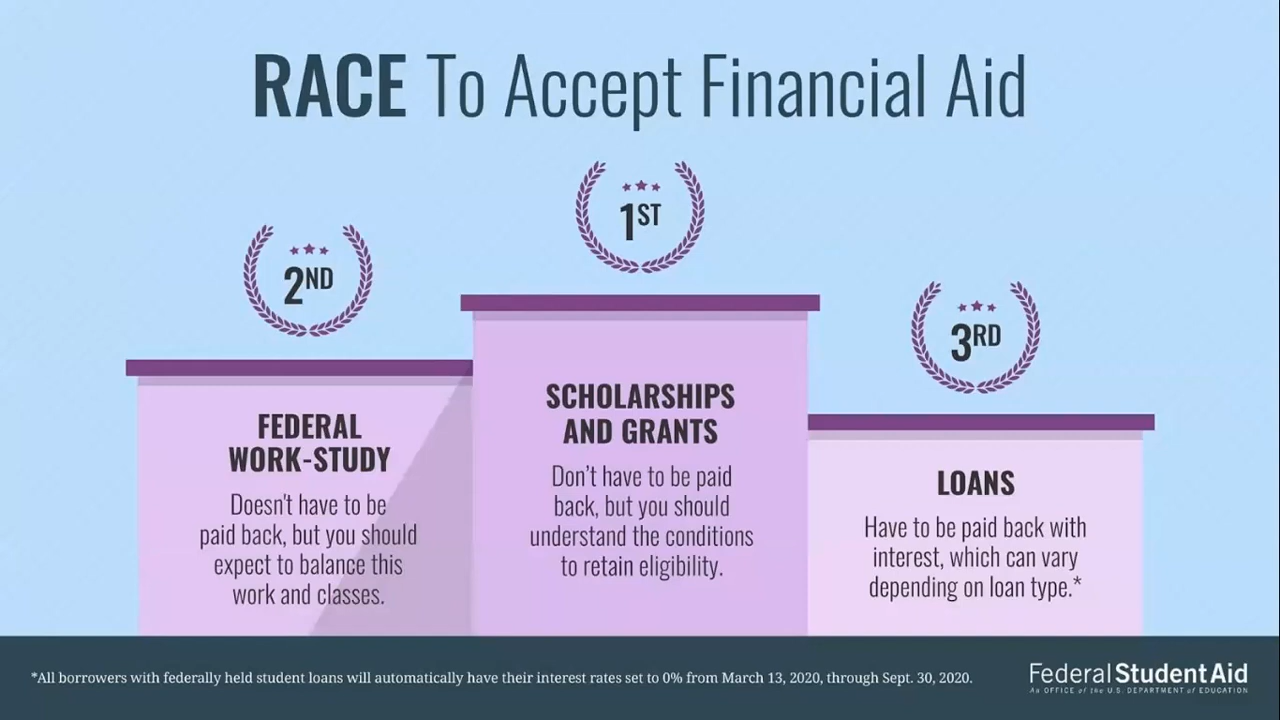 RACE To Accept Financial Aid
1ST
2ND
3RD
FEDERAL
WORK-STUDY
Doesn't have to be
paid back, but you should
expect to balance this
work and classes.
SCHOLARSHIPS
AND GRANTS
Don’t have to be paid
back, but you should
understand the conditions
to retain eligibility.
LOANS
Have to be paid back with
interest, which can vary
depending on loan type.*
*All borrowers with federally held student loans will automatically have their interest rates set to 0% from March 13, 2020, through Sept. 30, 2020.
Federal Student Aid
An OFFICE of the U.S. DEPARTMENT of EDUCATION